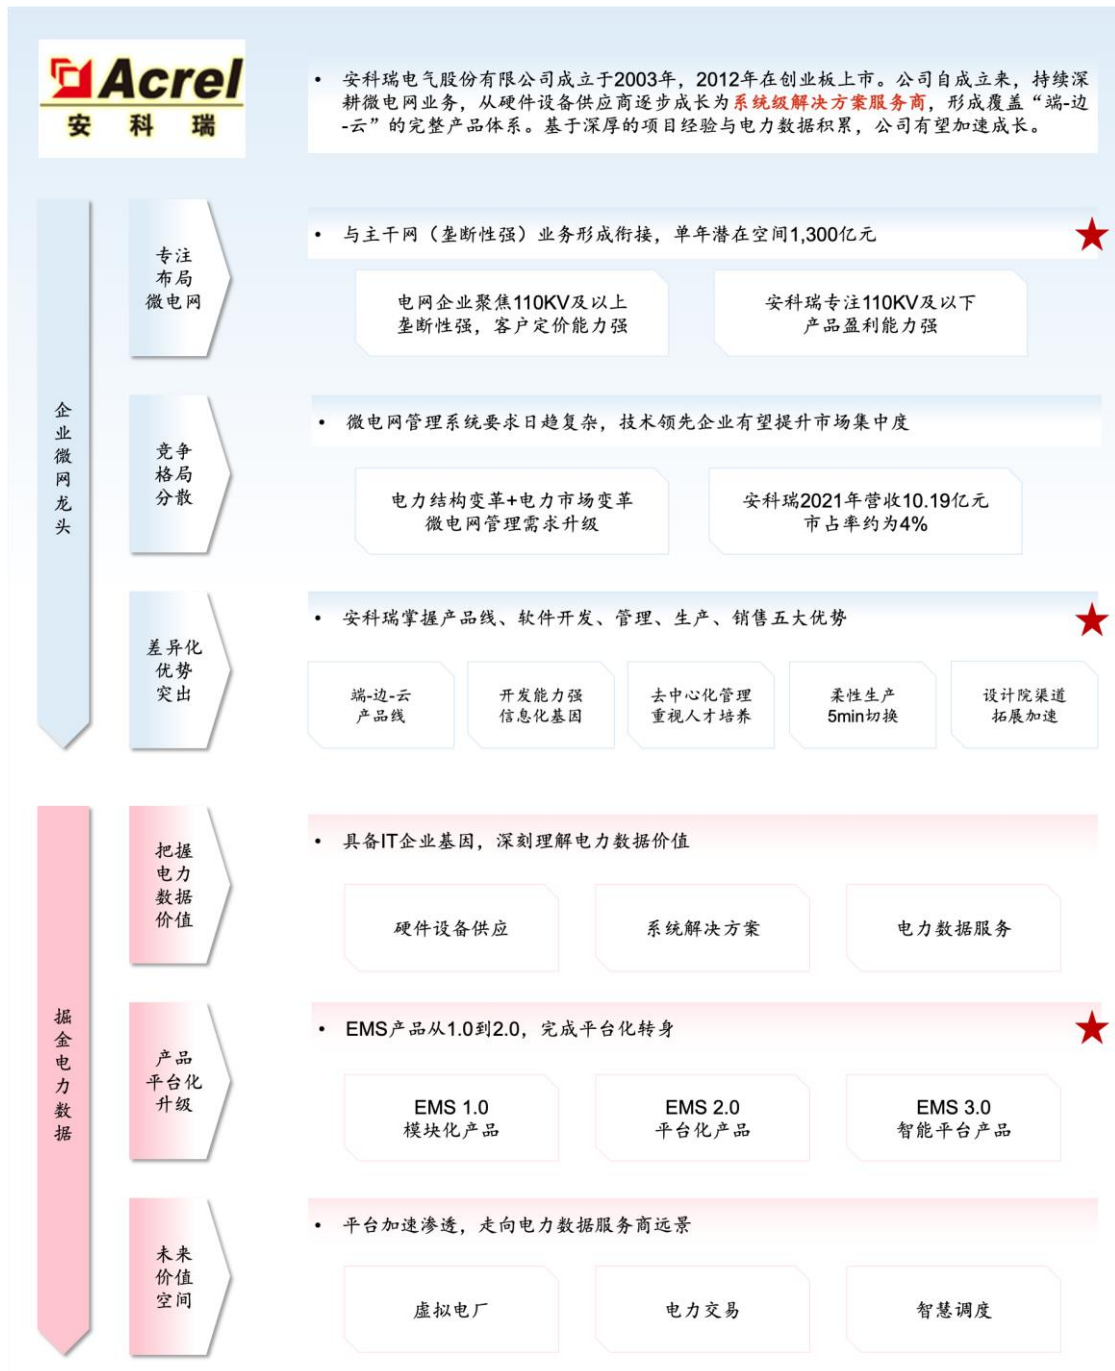 Acrel
安科瑞
• 安科瑞电气股份有限公司成立于2003年，2012年在创业板上市。公司自成立来，持续深
耕微电网业务，从硬件设备供应商逐步成长为系统级解决方案服务商，形成覆盖“端-边
-云”的完整产品体系。基于深厚的项目经验与电力数据积累，公司有望加速成长。
企业微网龙头
专注
布局
微电网
• 与主干网（垄断性强）业务形成衔接，单年潜在空间1,300亿元
电网企业聚焦110KV及以上
垄断性强，客户定价能力强
安科瑞专注110KV及以下
产品盈利能力强
竞争
格局
分散
• 微电网管理系统要求日趋复杂，技术领先企业有望提升市场集中度
电力结构变革+电力市场变革
微电网管理需求升级
安科瑞2021年营收10.19亿元
市占率约为4%
差异化
优势
突出
• 安科瑞掌握产品线、软件开发、管理、生产、销售五大优势
端-边-云
产品线
开发能力强
信息化基因
去中心化管理
重视人才培养
柔性生产
5min切换
设计院渠道
拓展加速
掘金电力数据
把握
电力
数据
价值
• 具备IT企业基因，深刻理解电力数据价值
硬件设备供应
系统解决方案
电力数据服务
产品
平台化
升级
• EMS产品从1.0到2.0，完成平台化转身
EMS 1.0
模块化产品
EMS 2.0
平台化产品
EMS 3.0
智能平台产品
未来
价值
空间
• 平台加速渗透，走向电力数据服务商远景
虚拟电厂
电力交易
智慧调度